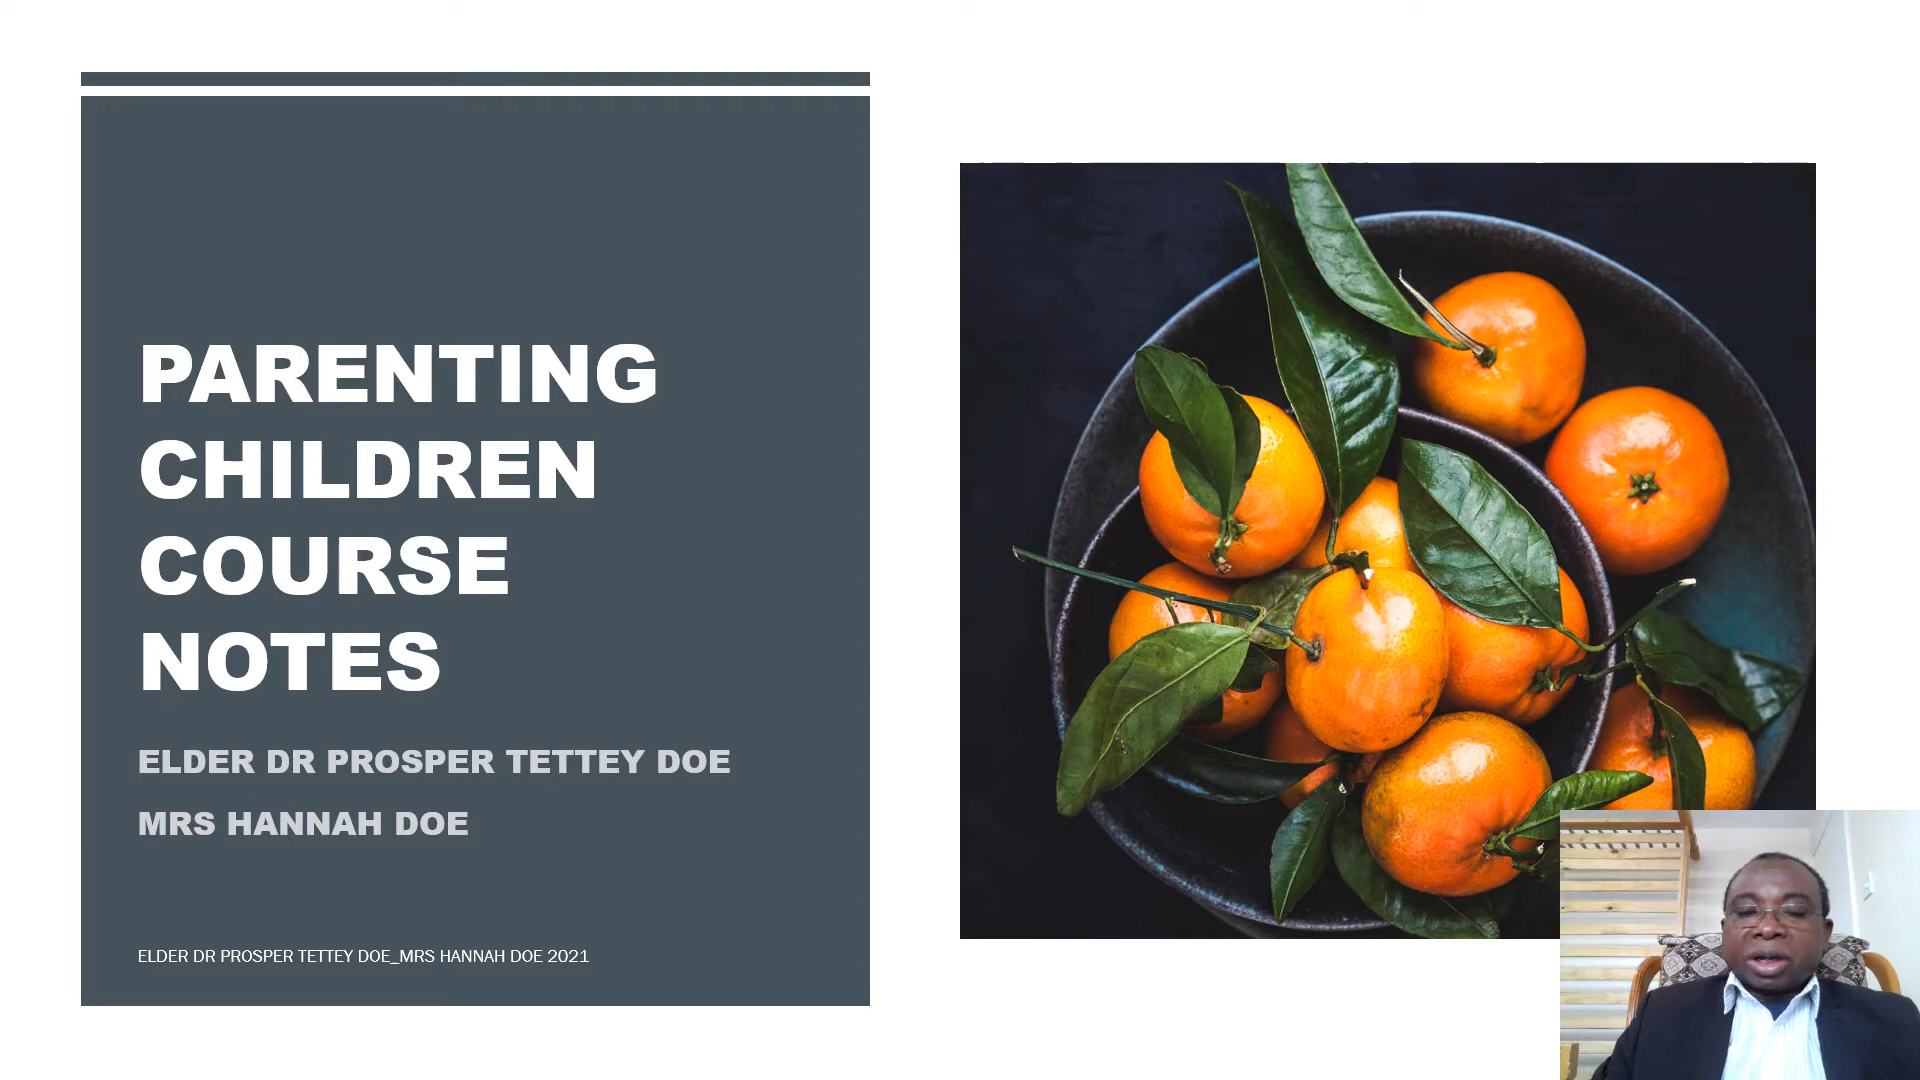 PARENTING
CHILDREN
COURSE
NOTES
ELDER DR PROSPER TETTEY DOE
MRS HANNAH DOE
ELDER DR PROSPER TETTEY DOE_MRS HANNAH DOE 2021